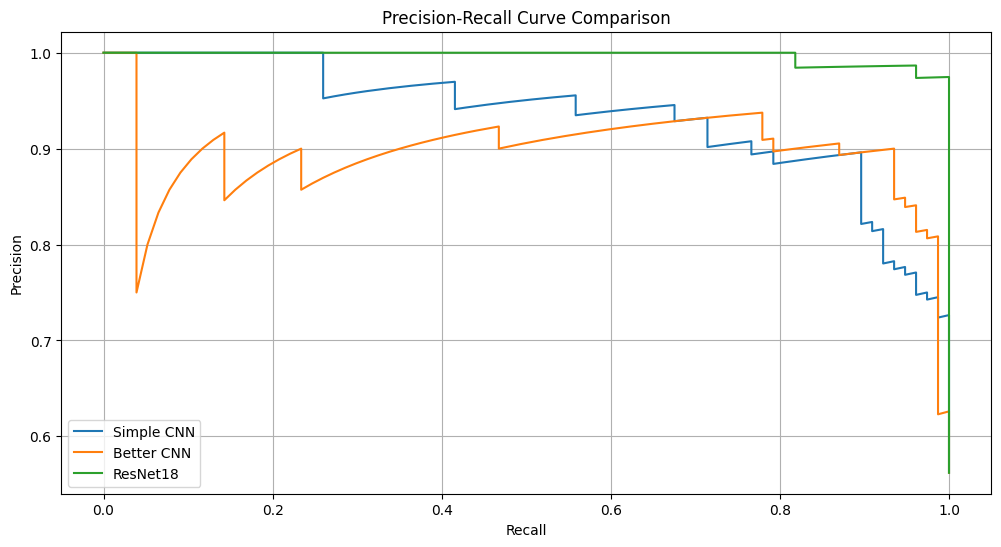 Precision-Recall Curve Comparison
Precision
1.0
0.9
0.8
0.7
0.6
Simple CNN
Better CNN
ResNet18
0.0
0.2
0.4
0.6
0.8
1.0
Recall